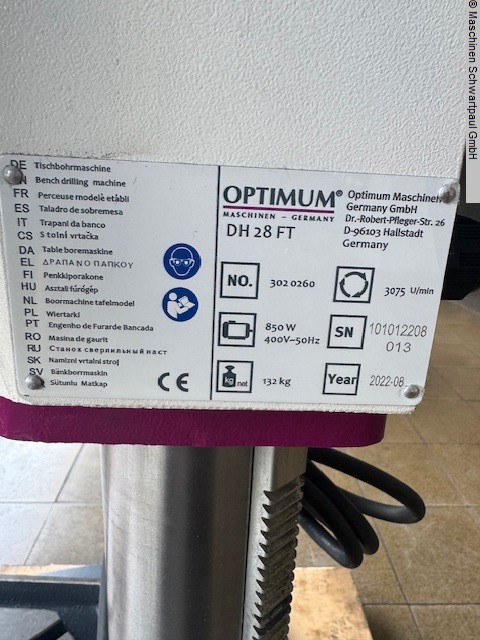 © Maschinen Schwartpaul GmbH
DE Tischbohrmaschine
EN Bench drilling machine
FR Perceuse modele établi
ES Taladro de sobremesa
IT Trapani da banco
CS Stolní vrtačka
DA Table boremaskine
EL ΔΡΑΠΑΝΟ ΠΑΠΚΟΥ
FI Penkkiporakone
HU Asztali fúrógép
NL Boormachine tafelmodel
PL Wiertarki
PT Engenho de Furarde Bancada
RO Masina de gaurit
RU Станок сверлильный наст
SK Namizni vrtalni stroj
SV Bänkborrmaskin
Sütunlu Matkap
CE
OPTIMUM®
MASCHINEN - GERMANY
DH 28 FT
Optimum Maschinen
Germany GmbH
Dr.-Robert-Pfleger-Str. 26
D-96103 Hallstadt
Germany
NO. 302 0260
3075 U/min
850 W
400V~50Hz
SN 101012208
013
kg net 132 kg
Year 2022-08